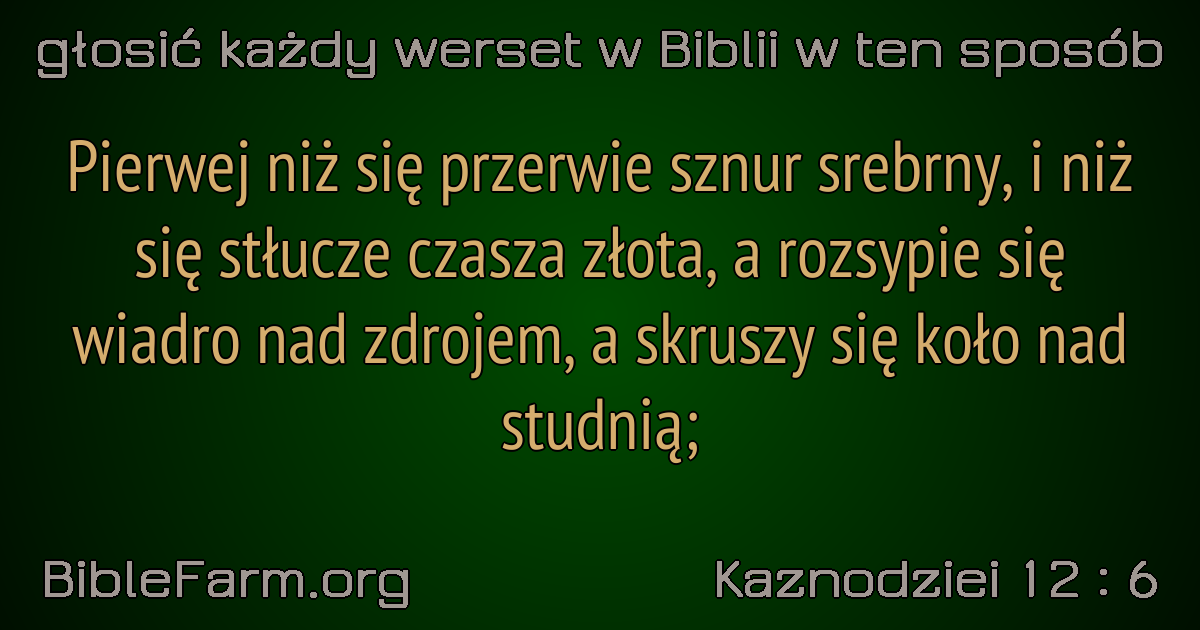 głosić każdy werset w Biblii w ten sposób
Pierwej niż się przerwie sznur srebrny, i niż
się stłucze czasza złota, a rozsypie się
wiadro nad zdrojem, a skruszy się koło nad
studnią;
BibleFarm.org
Kaznodziei 12 : 6